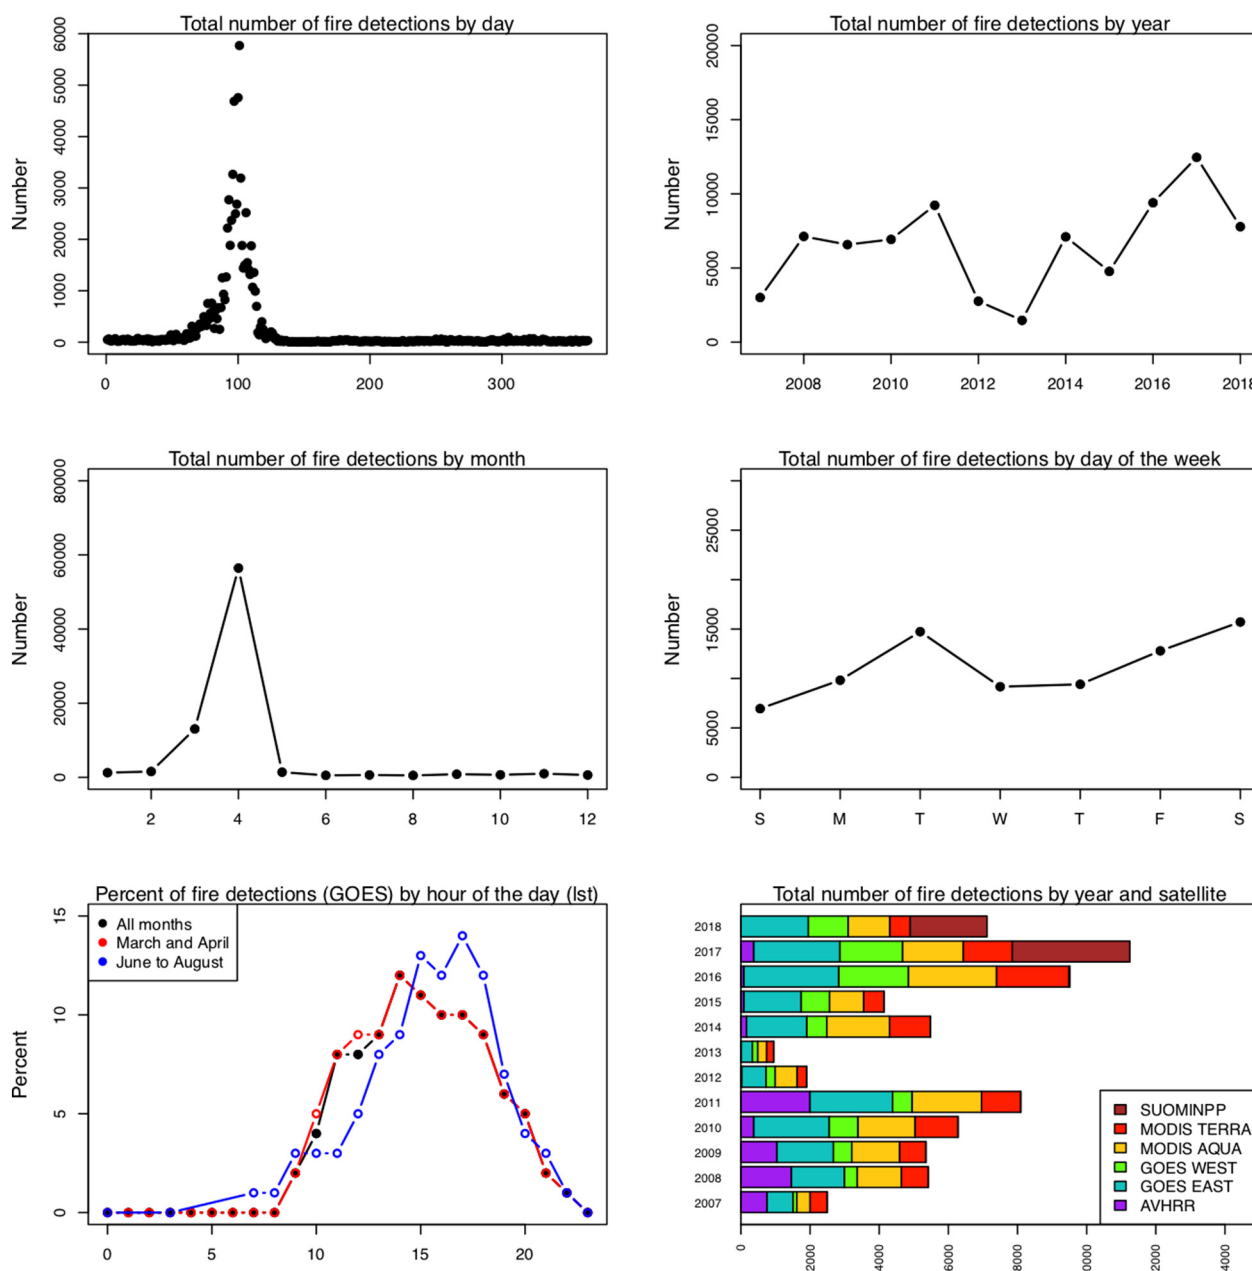 Total number of fire detections by day
Number
0 1000 2000 3000 4000 5000 6000
0 100 200 300
Total number of fire detections by year
Number
0 5000 10000 15000 20000
2008 2010 2012 2014 2016 2018
Total number of fire detections by month
Number
0 20000 40000 60000 80000
2 4 6 8 10 12
Total number of fire detections by day of the week
Number
0 5000 15000 25000
S M T W T F S
Percent of fire detections (GOES) by hour of the day (lst)
All months
March and April
June to August
Percent
0 5 10 15
0 5 10 15 20
Total number of fire detections by year and satellite
2018
2017
2016
2015
2014
2013
2012
2011
2010
2009
2008
2007
SUOMINPP
MODIS TERRA
MODIS AQUA
GOES WEST
GOES EAST
AVHRR
0 2000 4000 6000 8000 0000 2000 4000